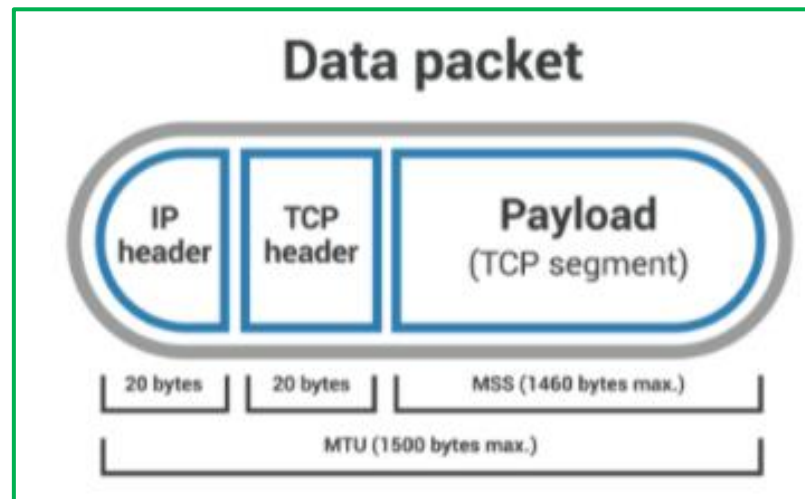 Data packet
IP
header
TCP
header
Payload
(TCP segment)
20 bytes
20 bytes
MSS (1460 bytes max.)
MTU (1500 bytes max.)